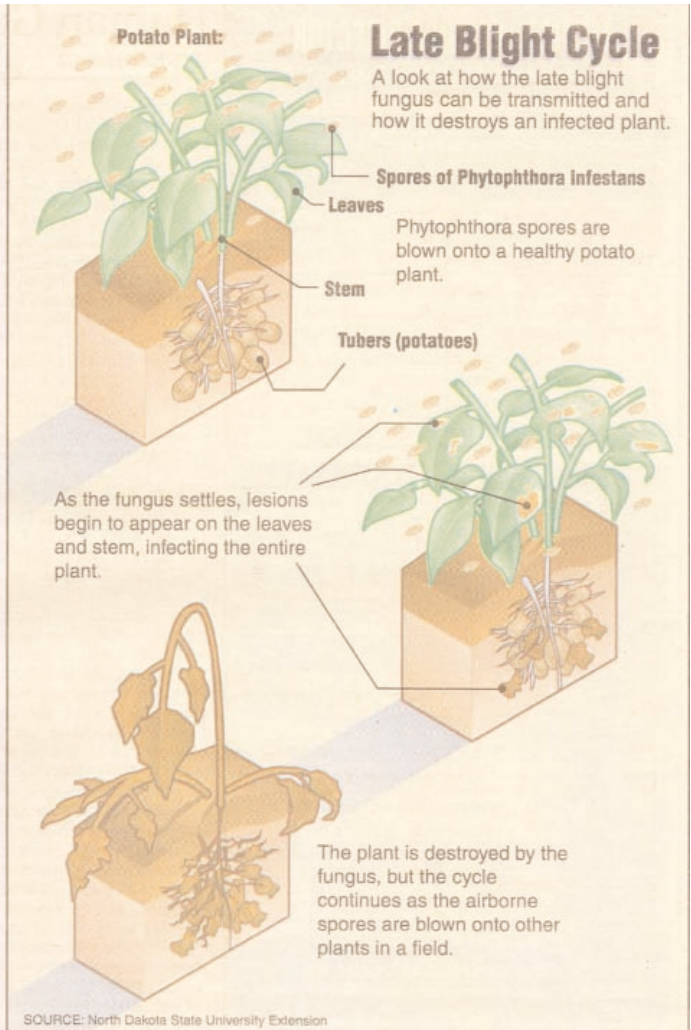 Potato Plant:
Late Blight Cycle
A look at how the late blight
fungus can be transmitted and
how it destroys an infected plant.
Spores of Phytophthora Infestans
Leaves
Phytophthora spores are
blown onto a healthy potato
plant.
Stem
Tubers (potatoes)
As the fungus settles, lesions
begin to appear on the leaves
and stem, infecting the entire
plant.
The plant is destroyed by the
fungus, but the cycle
continues as the airborne
spores are blown onto other
plants in a field.
SOURCE: North Dakota State University Extension